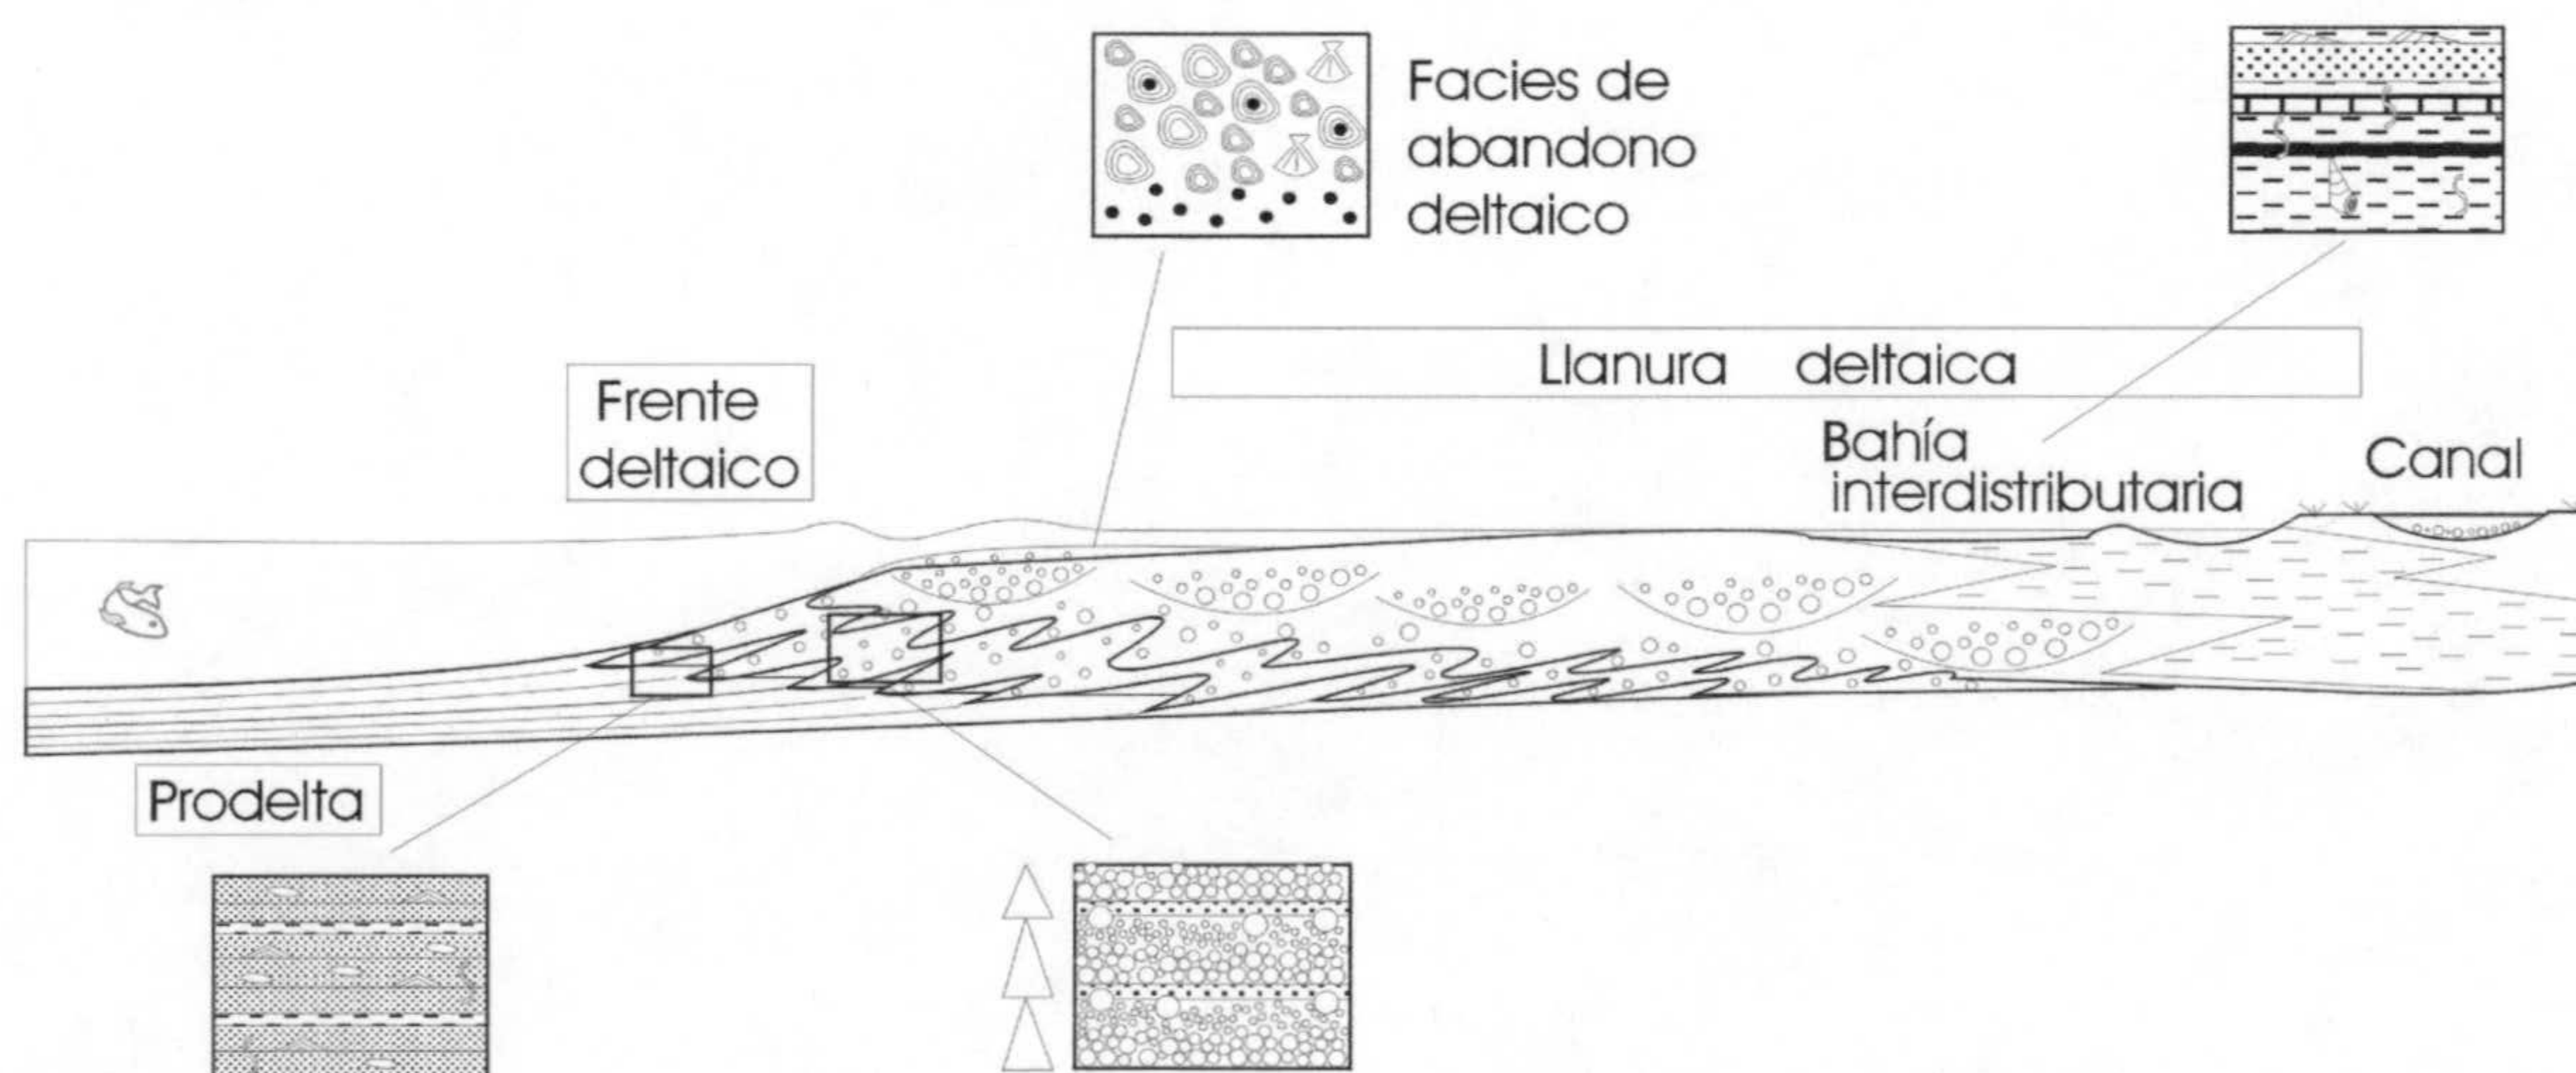 Facies de
abandono
deltaico
Llanura deltaica
Frente
deltaico
Bahía
interdistributaria
Canal
Prodelta